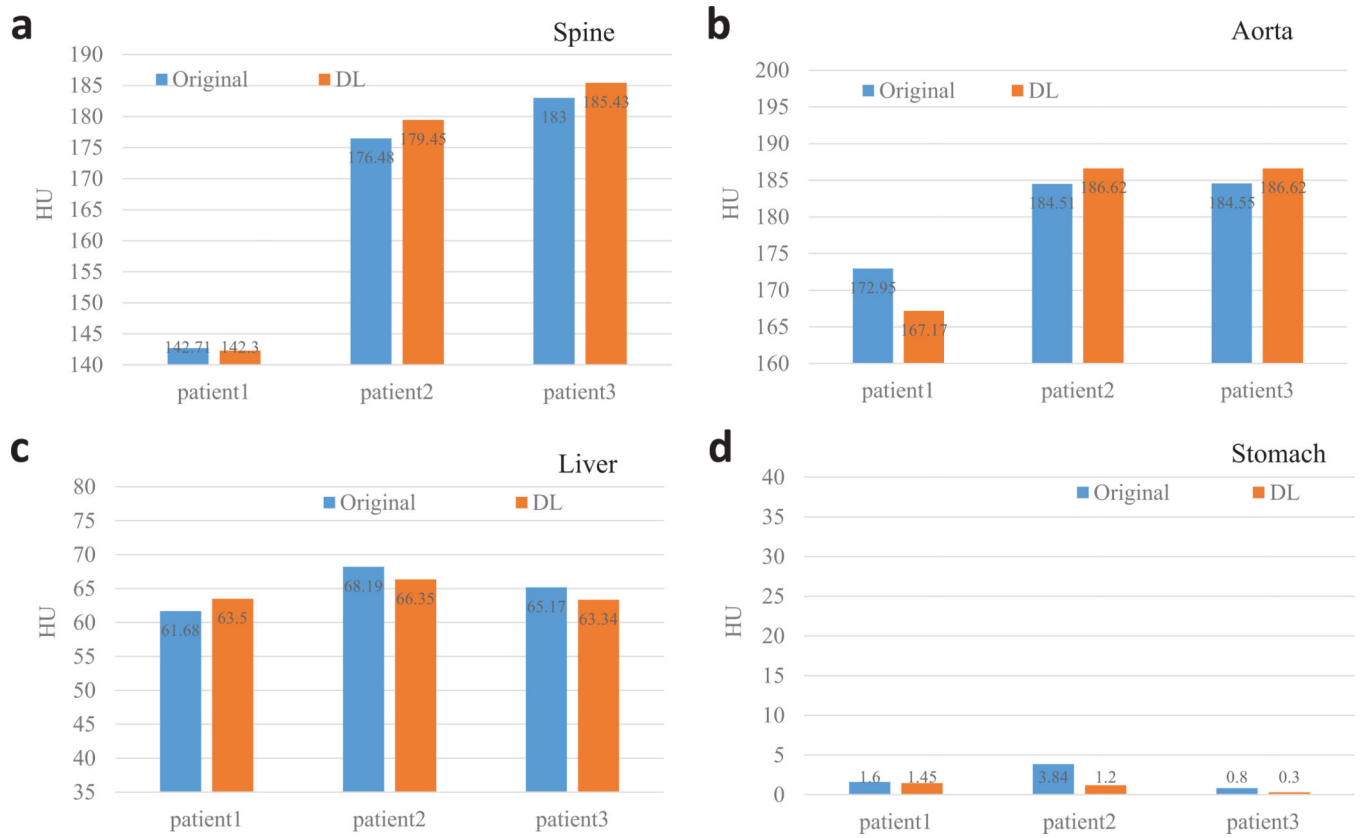 a
Spine
190
185
180
175
170
165
160
155
150
145
140
HU
Original DL
142.71 142.3
176.48 179.45
183 185.43
patient1 patient2 patient3
b
Aorta
200
195
190
185
180
175
170
165
160
HU
Original DL
172.95 167.17
184.51 186.62
184.55 186.62
patient1 patient2 patient3
c
Liver
80
75
70
65
60
55
50
45
40
35
HU
Original DL
61.68 63.5
68.19 66.35
65.17 63.34
patient1 patient2 patient3
d
Stomach
40
35
30
25
20
15
10
5
0
HU
Original DL
1.6 1.45
3.84 1.2
0.8 0.3
patient1 patient2 patient3